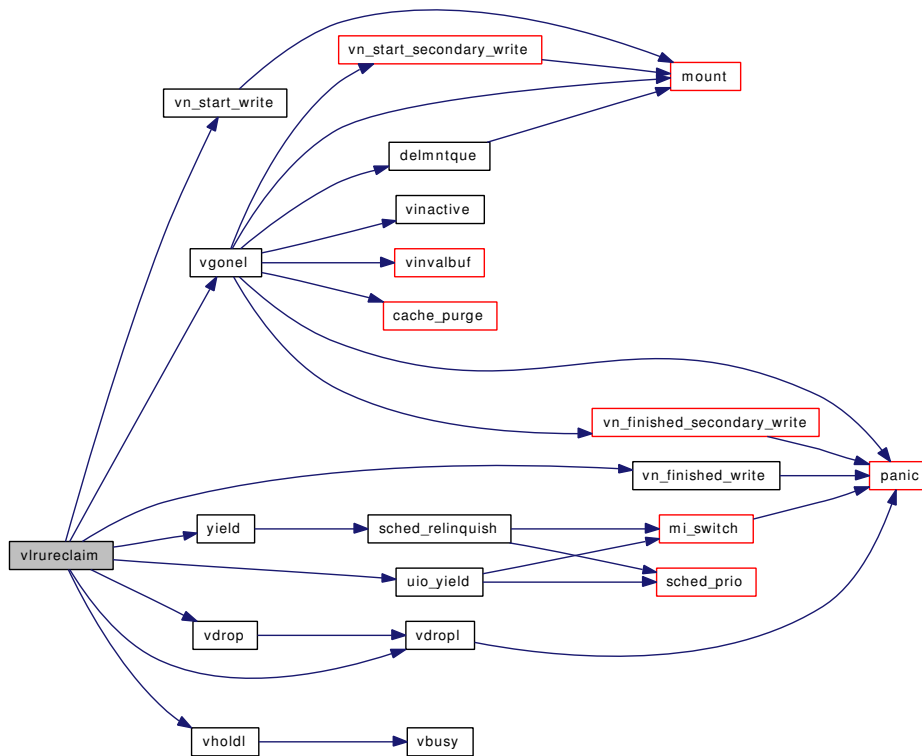 vn_start_secondary_write
mount
vn_start_write
delmntque
vinactive
vgonel
vinvalbuf
cache_purge
vn_finished_secondary_write
vn_finished_write
panic
yield
sched_relinquish
mi_switch
vlrureclaim
uio_yield
sched_prio
vdrop
vdropl
vholdl
vbusy